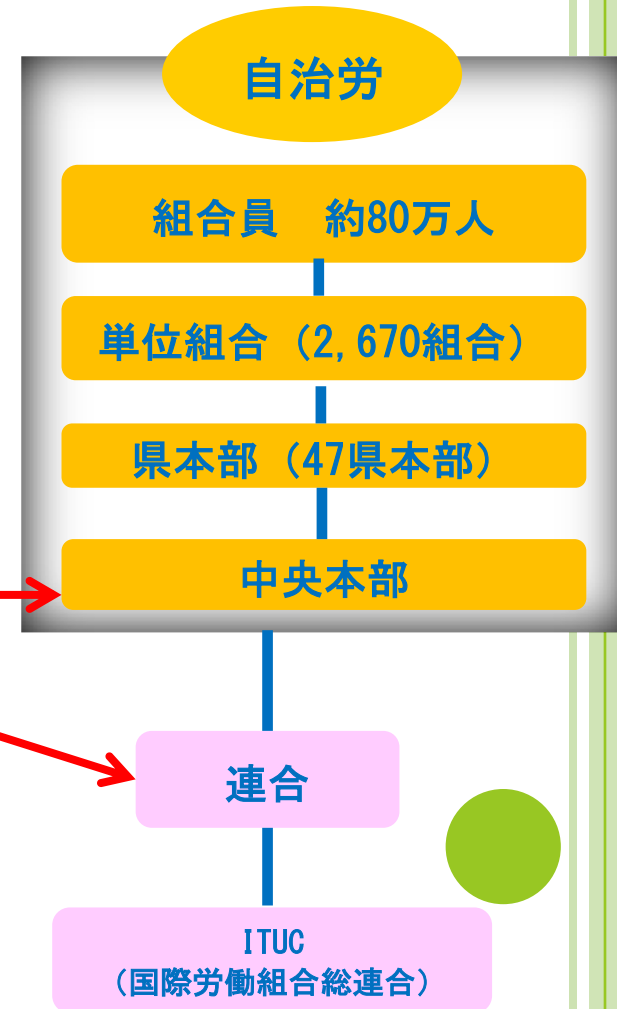 自治労
組合員　約80万人
単位組合（2,670組合）
県本部（47県本部）
中央本部
連合
ITUC
（国際労働組合総連合）